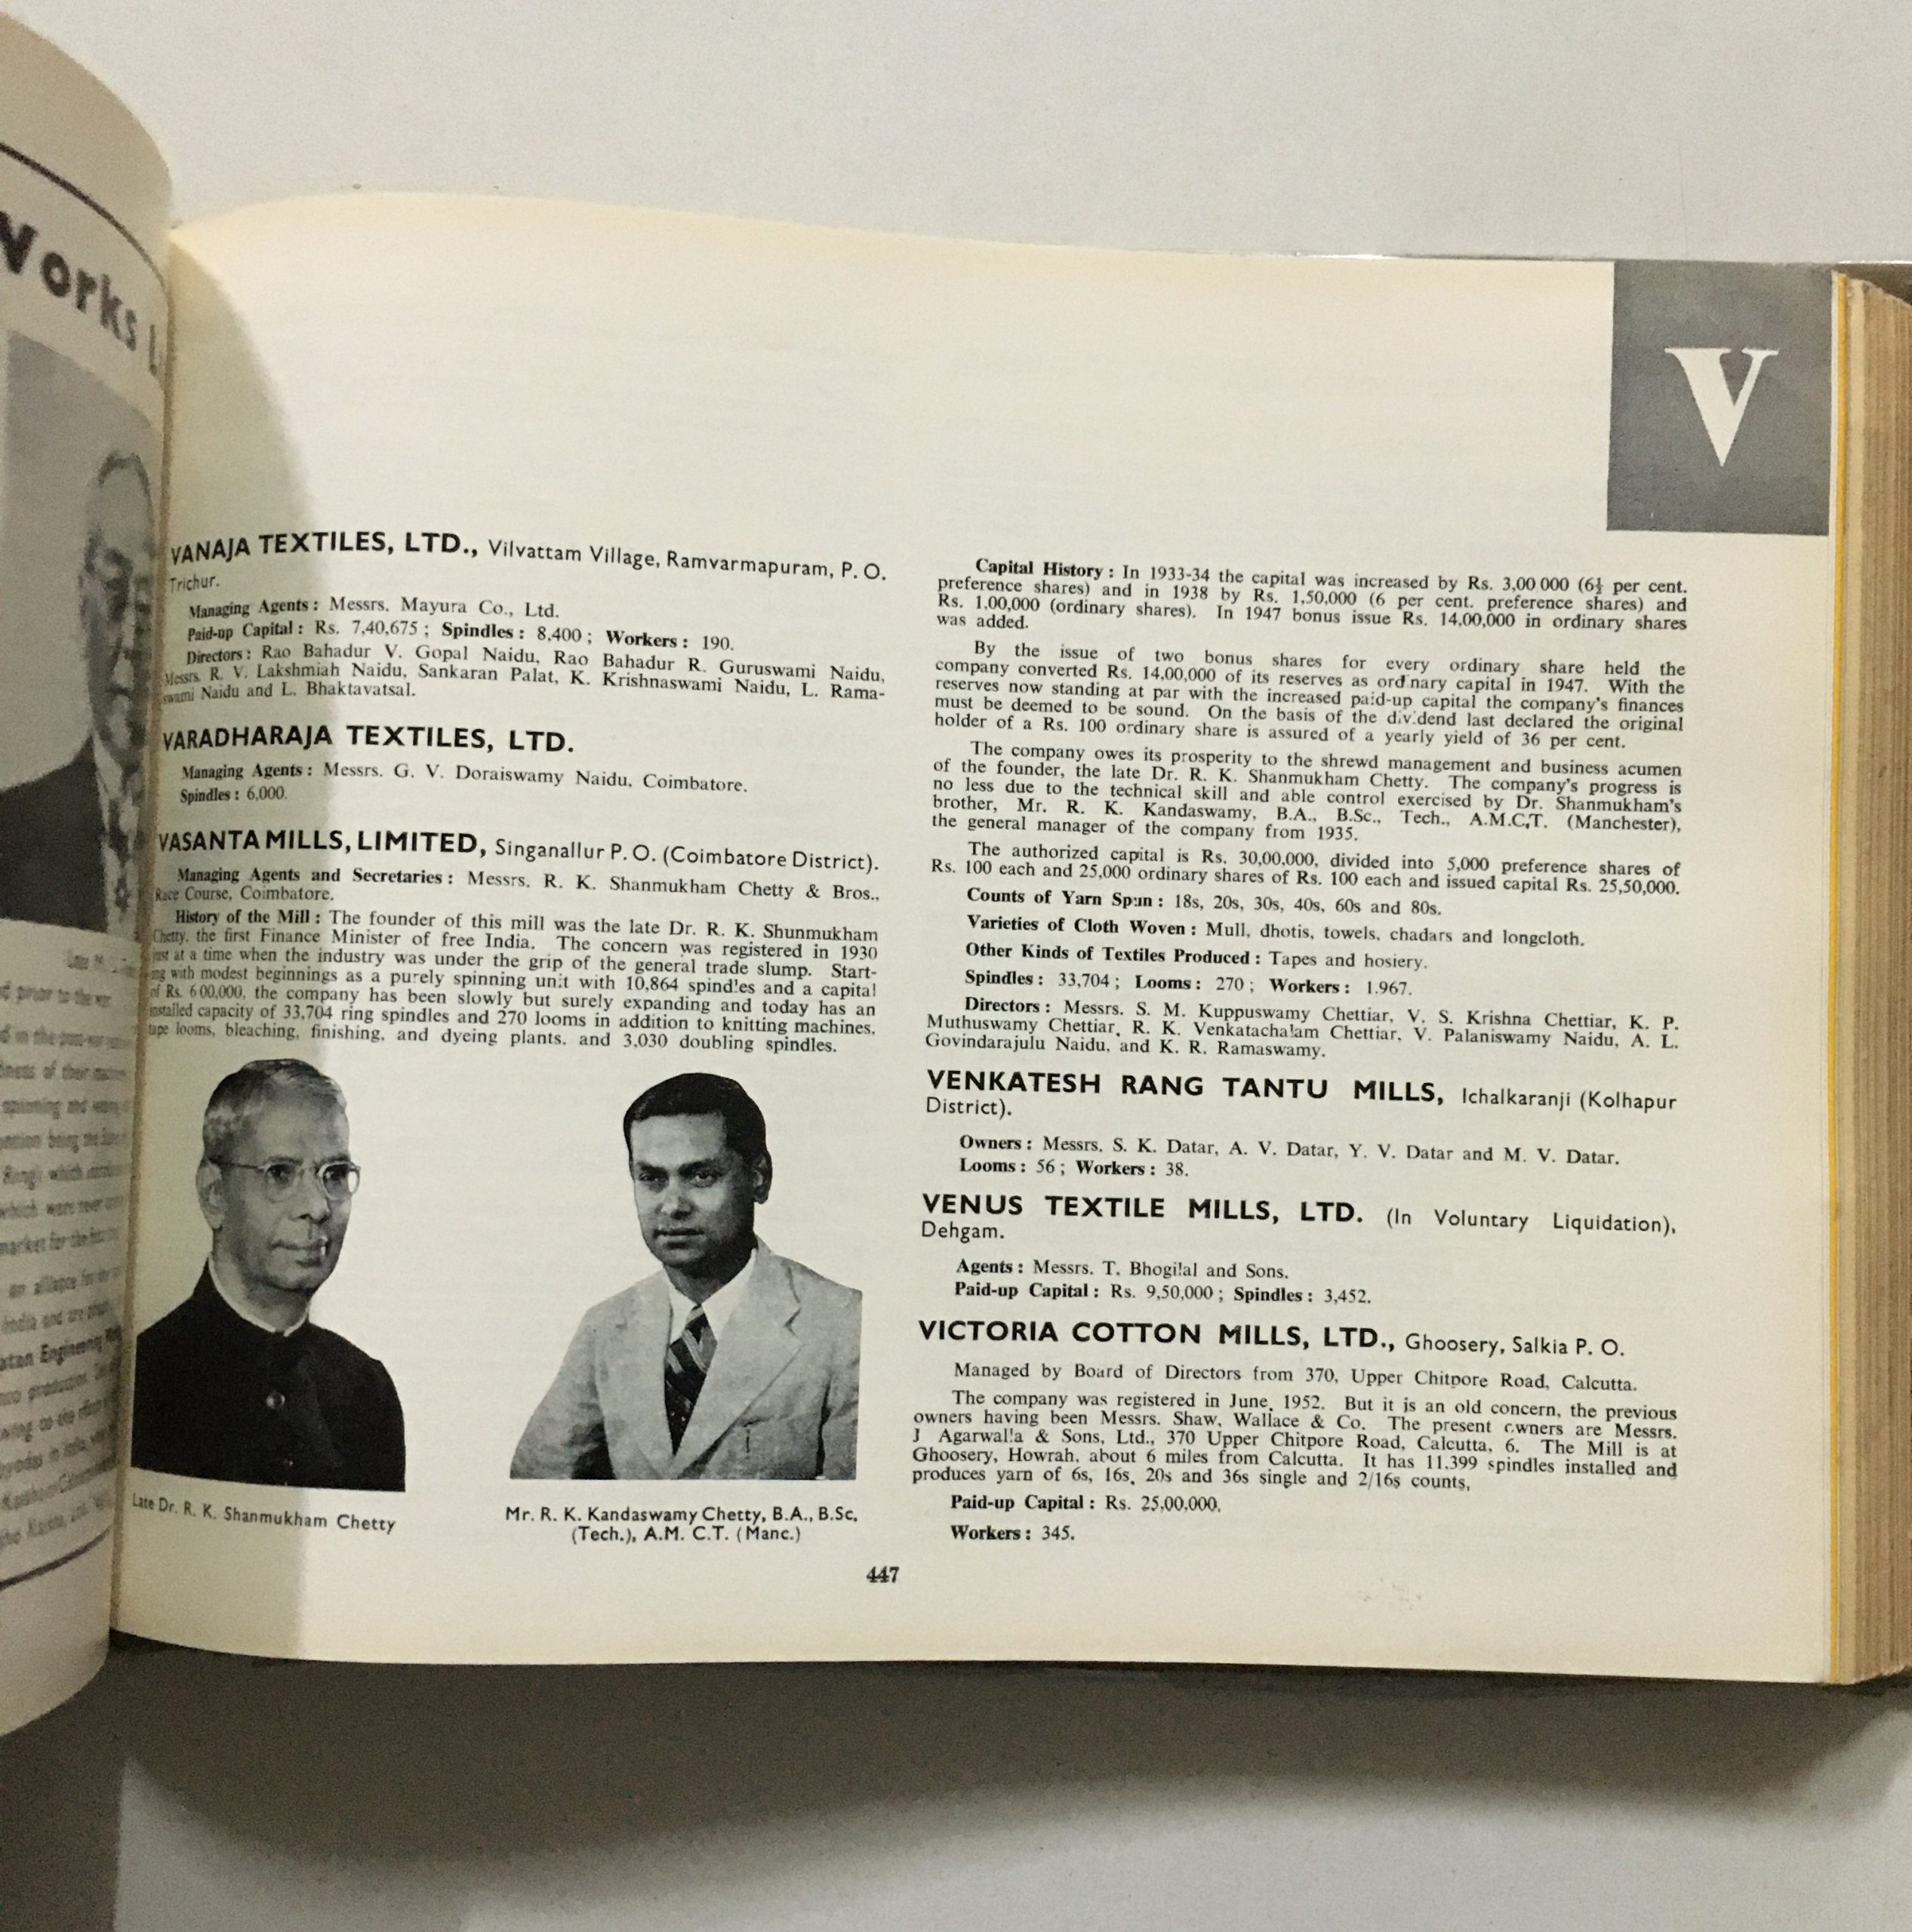 Works
V
VANAJA TEXTILES, LTD., Vilvattam Village, Ramvarmapuram, P. O.
Trichur.
Managing Agents : Messrs. Mayura Co., Ltd.
Paid-up Capital : Rs. 7,40,675 ; Spindles : 8,400 ; Workers : 190.
Directors : Rao Bahadur V. Gopal Naidu, Rao Bahadur R. Guruswami Naidu,
Messrs. R. V. Lakshmiah Naidu, Sankaran Palat, K. Krishnaswami Naidu, L. Rama-
swami Naidu and L. Bhaktavatsal.
VARADHARAJA TEXTILES, LTD.
Managing Agents : Messrs. G. V. Doraiswamy Naidu, Coimbatore.
Spindles : 6,000.
VASANTA MILLS, LIMITED, Singanallur P. O. (Coimbatore District).
Managing Agents and Secretaries : Messrs. R. K. Shanmukham Chetty & Bros.,
Race Course, Coimbatore.
History of the Mill : The founder of this mill was the late Dr. R. K. Shunmukham
Chetty, the first Finance Minister of free India. The concern was registered in 1930
just at a time when the industry was under the grip of the general trade slump. Start-
ing with modest beginnings as a purely spinning unit with 10,864 spindles and a capital
of Rs. 6 00,000, the company has been slowly but surely expanding and today has an
installed capacity of 33,704 ring spindles and 270 looms in addition to knitting machines,
tape looms, bleaching, finishing, and dyeing plants, and 3,030 doubling spindles.
Late Dr. R. K. Shanmukham Chetty
Mr. R. K. Kandaswamy Chetty, B.A., B.Sc,
(Tech.), A.M. C.T. (Manc.)
Capital History : In 1933-34 the capital was increased by Rs. 3,00 000 (6½ per cent.
preference shares) and in 1938 by Rs. 1,50,000 (6 per cent. preference shares) and
Rs. 1,00,000 (ordinary shares). In 1947 bonus issue Rs. 14,00,000 in ordinary shares
was added.
By the issue of two bonus shares for every ordinary share held the
company converted Rs. 14,00,000 of its reserves as ordinary capital in 1947. With the
reserves now standing at par with the increased paid-up capital the company's finances
must be deemed to be sound. On the basis of the dividend last declared the original
holder of a Rs. 100 ordinary share is assured of a yearly yield of 36 per cent.
The company owes its prosperity to the shrewd management and business acumen
of the founder, the late Dr. R. K. Shanmukham Chetty. The company's progress is
no less due to the technical skill and able control exercised by Dr. Shanmukham's
brother, Mr. R. K. Kandaswamy, B.A., B.Sc., Tech., A.M.C.T. (Manchester),
the general manager of the company from 1935.
The authorized capital is Rs. 30,00,000, divided into 5,000 preference shares of
Rs. 100 each and 25,000 ordinary shares of Rs. 100 each and issued capital Rs. 25,50,000.
Counts of Yarn Spun : 18s, 20s, 30s, 40s, 60s and 80s.
Varieties of Cloth Woven : Mull, dhotis, towels, chadars and longcloth.
Other Kinds of Textiles Produced : Tapes and hosiery.
Spindles : 33,704 ; Looms : 270 ; Workers : 1.967.
Directors : Messrs. S. M. Kuppuswamy Chettiar, V. S. Krishna Chettiar, K. P.
Muthuswamy Chettiar, R. K. Venkatachalam Chettiar, V. Palaniswamy Naidu, A. L.
Govindarajulu Naidu, and K. R. Ramaswamy.
VENKATESH RANG TANTU MILLS, Ichalkaranji (Kolhapur
District).
Owners : Messrs. S. K. Datar, A. V. Datar, Y. V. Datar and M. V. Datar.
Looms : 56 ; Workers : 38.
VENUS TEXTILE MILLS, LTD. (In Voluntary Liquidation),
Dehgam.
Agents : Messrs. T. Bhogilal and Sons.
Paid-up Capital : Rs. 9,50,000 ; Spindles : 3,452.
VICTORIA COTTON MILLS, LTD., Ghoosery, Salkia P. O.
Managed by Board of Directors from 370, Upper Chitpore Road, Calcutta.
The company was registered in June, 1952. But it is an old concern, the previous
owners having been Messrs. Shaw, Wallace & Co. The present owners are Messrs.
J Agarwalla & Sons, Ltd., 370 Upper Chitpore Road, Calcutta, 6. The Mill is at
Ghoosery, Howrah, about 6 miles from Calcutta. It has 11,399 spindles installed and
produces yarn of 6s, 16s, 20s and 36s single and 2/16s counts,
Paid-up Capital : Rs. 25,00,000.
Workers : 345.
447